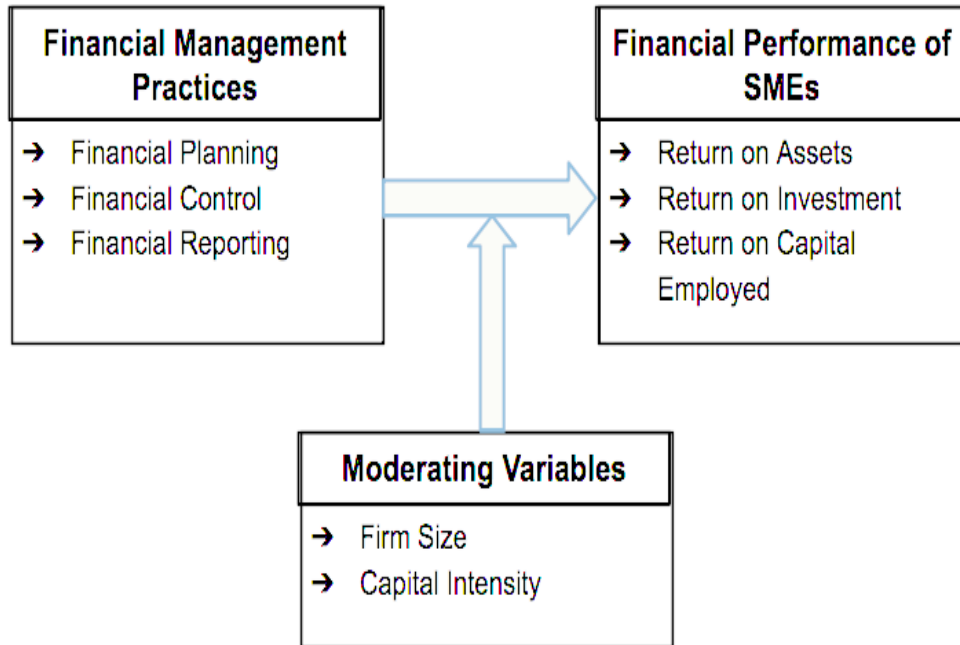 Financial Management
Practices
→ Financial Planning
→ Financial Control
→ Financial Reporting
Financial Performance of
SMEs
→ Return on Assets
→ Return on Investment
→ Return on Capital
Employed
Moderating Variables
→ Firm Size
→ Capital Intensity